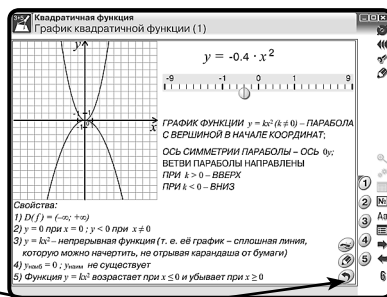 Квадратичная функция
График квадратичной функции (1)
y = -0.4 · x²
-9 -1 0 1 9
y
x
ГРАФИК ФУНКЦИИ y = kx² (k ≠ 0) – ПАРАБОЛА
С ВЕРШИНОЙ В НАЧАЛЕ КООРДИНАТ;
ОСЬ СИММЕТРИИ ПАРАБОЛЫ – ОСЬ 0y;
ВЕТВИ ПАРАБОЛЫ НАПРАВЛЕНЫ
ПРИ k > 0 – ВВЕРХ
ПРИ k < 0 – ВНИЗ
Свойства:
1) D(f) = (–∞; +∞)
2) y = 0 при x = 0 ; y < 0 при x ≠ 0
3) y = kx² – непрерывная функция (т. е. её график – сплошная линия,
которую можно начертить, не отрывая карандаша от бумаги)
4) yнаиб = 0 ; yнаим не существует
5) Функция y = kx² возрастает при x ≤ 0 и убывает при x ≥ 0
1
2
3
4
5